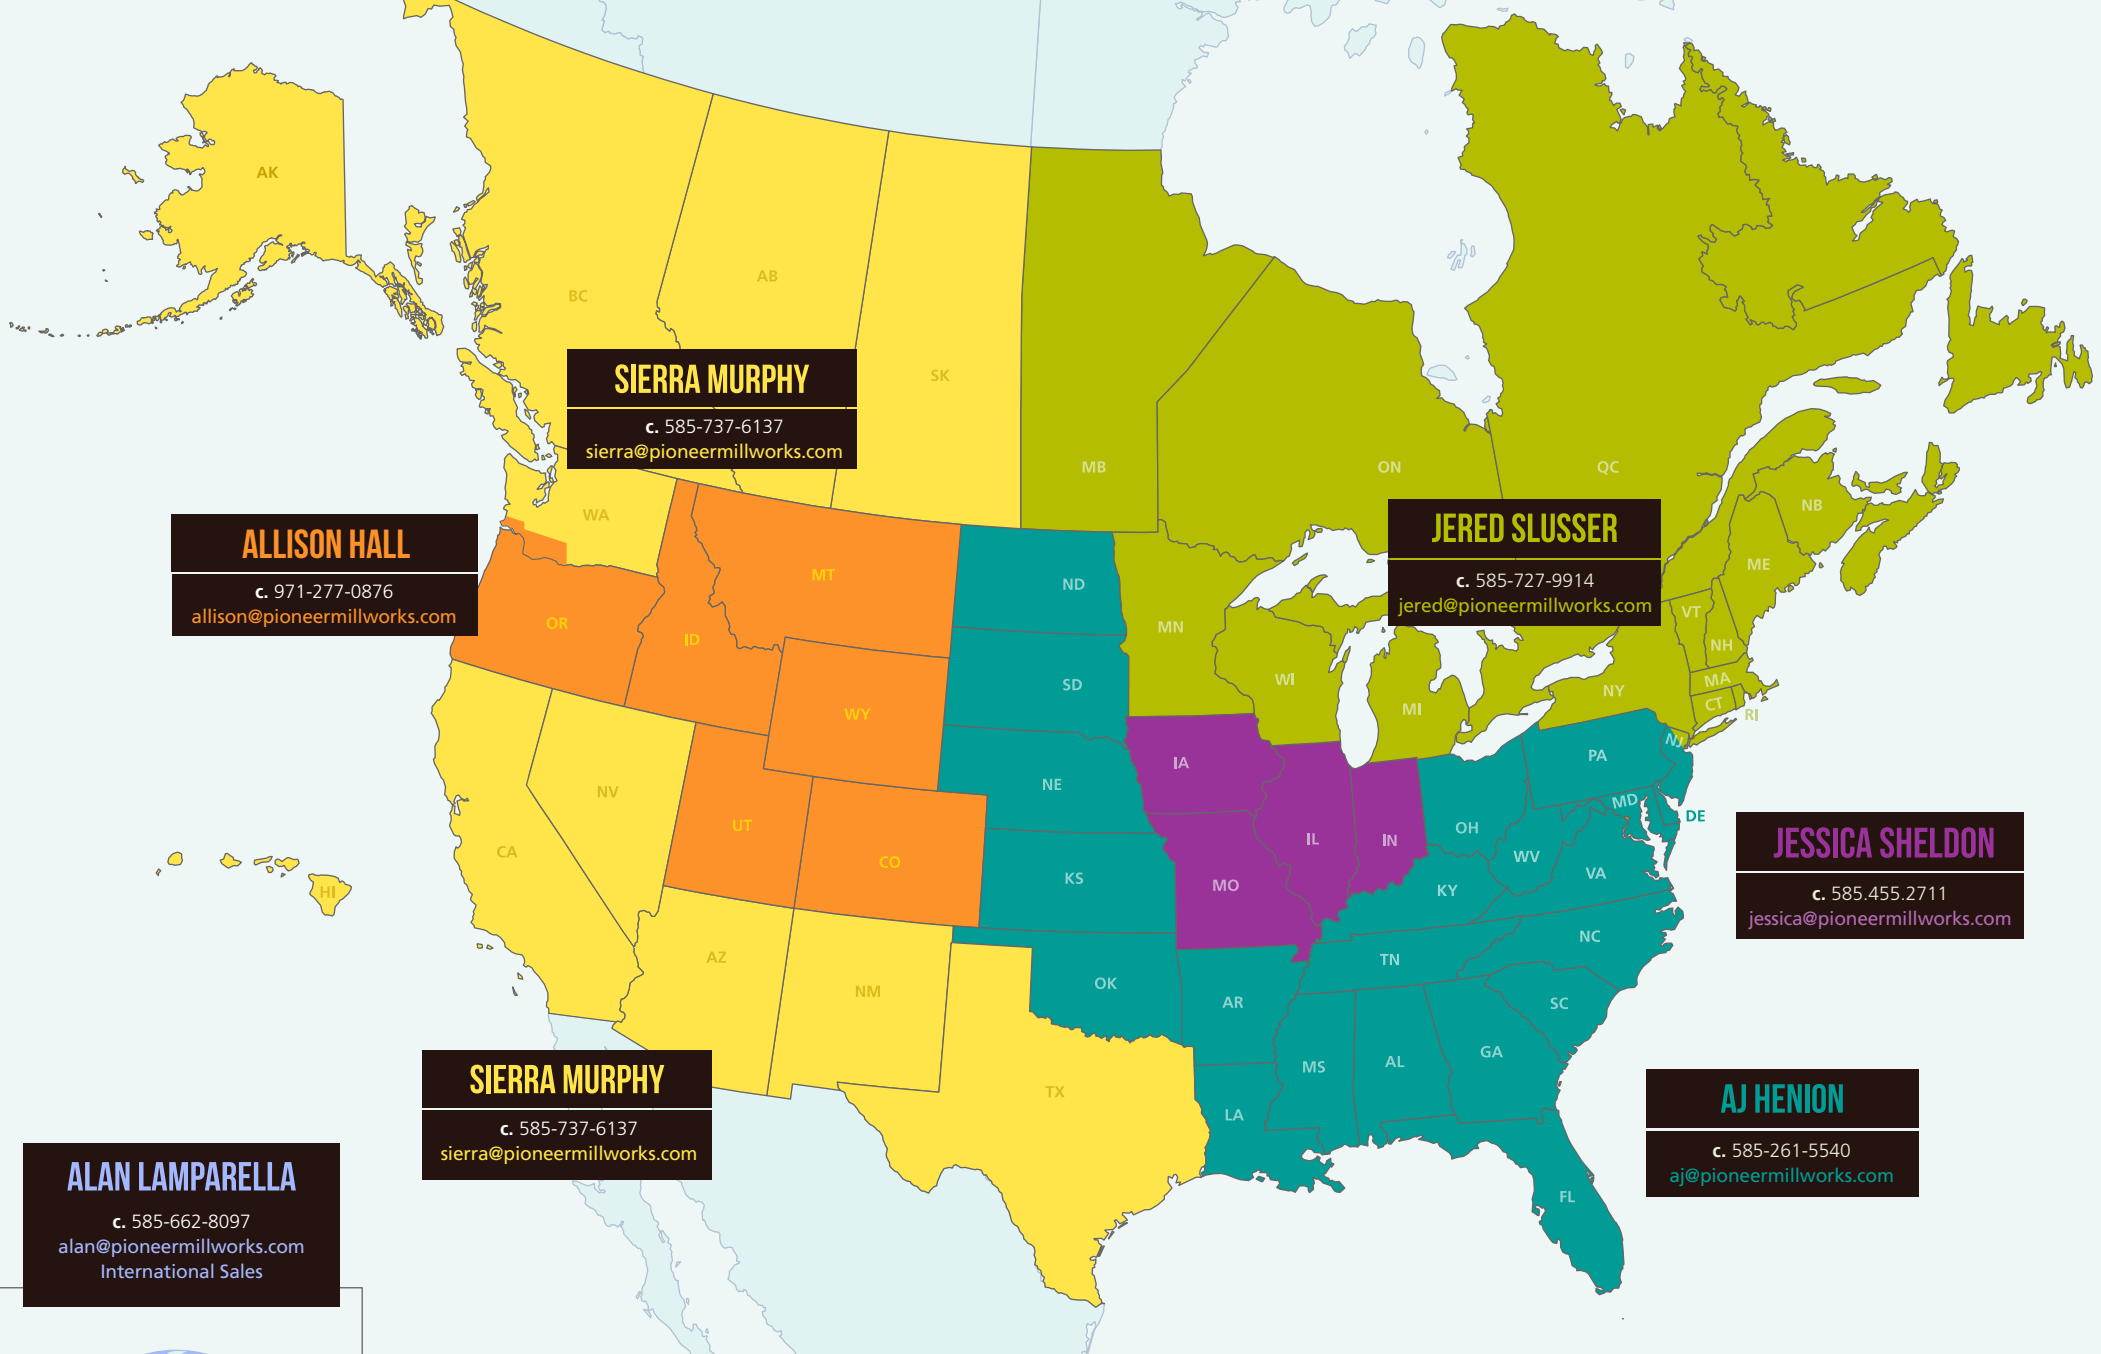 AK
BC
AB
SK
SIERRA MURPHY
c. 585-737-6137
sierra@pioneermillworks.com
MB
ON
QC
NB
JERED SLUSSER
c. 585-727-9914
jered@pioneermillworks.com
ALLISON HALL
c. 971-277-0876
allison@pioneermillworks.com
WA
OR
ID
MT
WY
UT
CO
ND
SD
NE
KS
OK
MN
WI
MI
IA
IL
IN
MO
ME
VT
NH
MA
CT
RI
NY
NJ
PA
MD
DE
OH
WV
VA
KY
TN
NC
SC
AR
MS
AL
GA
LA
FL
CA
NV
AZ
NM
TX
HI
JESSICA SHELDON
c. 585.455.2711
jessica@pioneermillworks.com
SIERRA MURPHY
c. 585-737-6137
sierra@pioneermillworks.com
AJ HENION
c. 585-261-5540
aj@pioneermillworks.com
ALAN LAMPARELLA
c. 585-662-8097
alan@pioneermillworks.com
International Sales